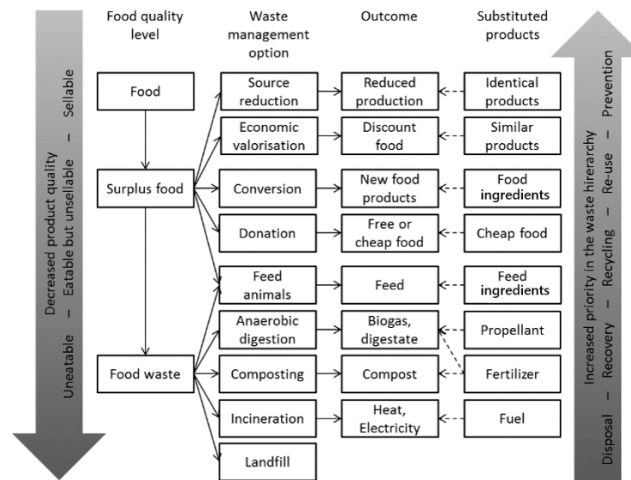 Food quality
level
Waste
management
option
Outcome
Substituted
products
Food
Source
reduction
Reduced
production
Identical
products
Economic
valorisation
Discount
food
Similar
products
Surplus food
Conversion
New food
products
Food
ingredients
Donation
Free or
cheap food
Cheap food
Feed
animals
Feed
Feed
ingredients
Anaerobic
digestion
Biogas,
digestate
Propellant
Food waste
Composting
Compost
Fertilizer
Incineration
Heat,
Electricity
Fuel
Landfill
Decreased product quality
Uneatable – Eatable but unsellable – Sellable
Increased priority in the waste hirerarchy
Disposal – Recovery – Recycling – Re-use – Prevention